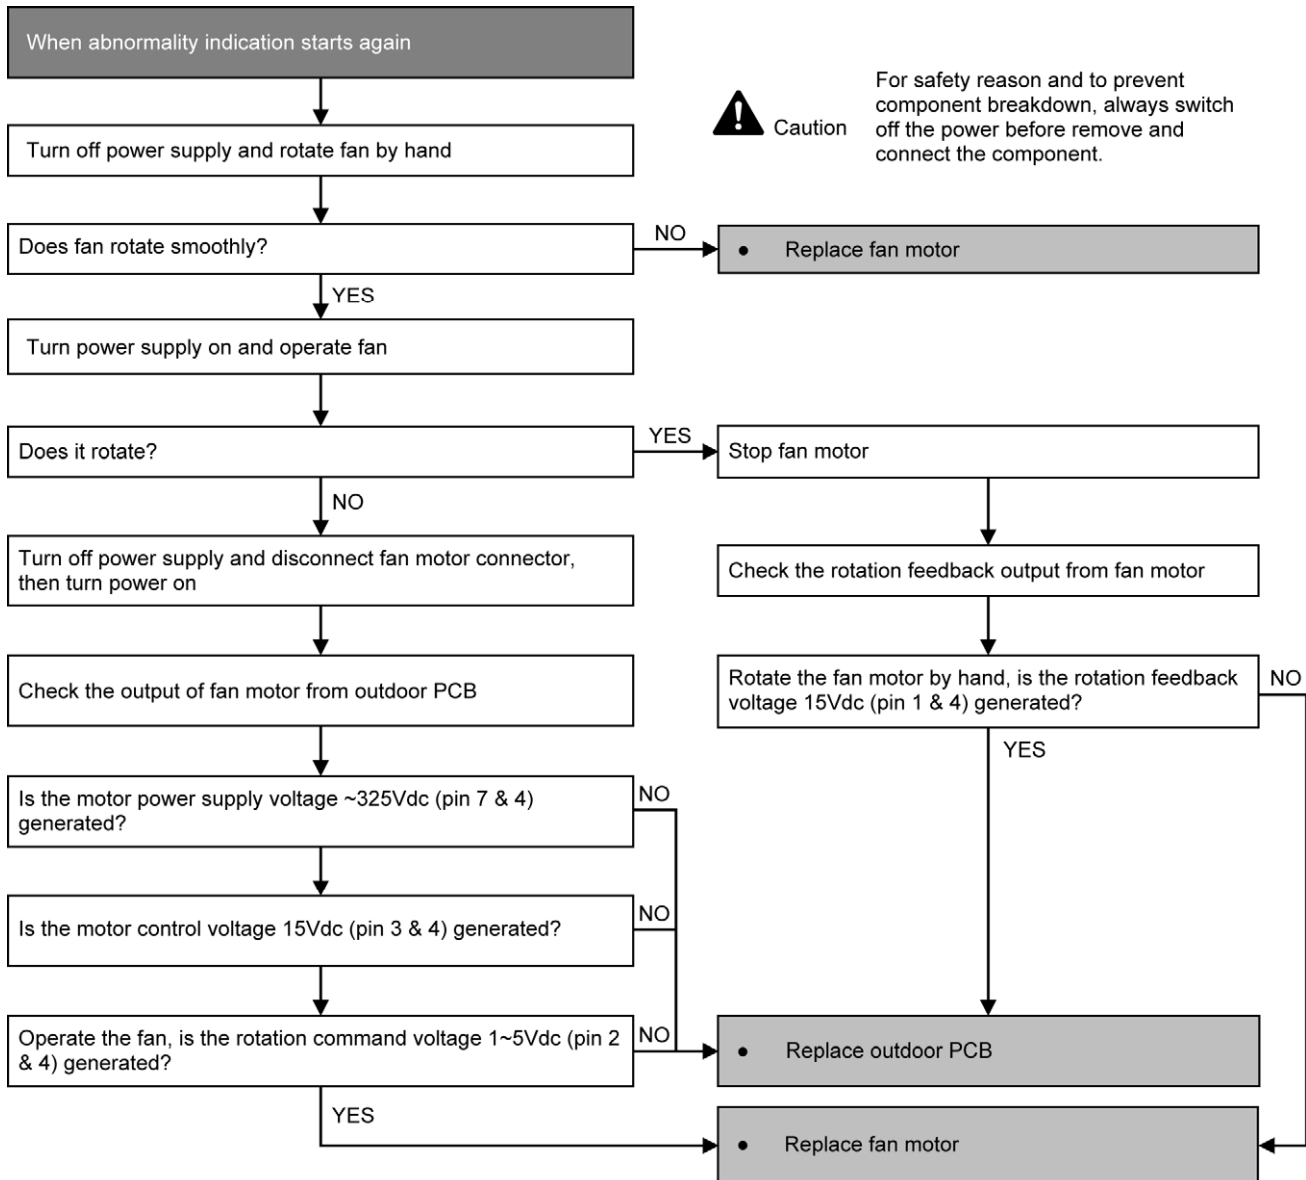 When abnormality indication starts again
For safety reason and to prevent
component breakdown, always switch
off the power before remove and
connect the component.
Caution
Turn off power supply and rotate fan by hand
Does fan rotate smoothly?
NO
• Replace fan motor
YES
Turn power supply on and operate fan
Does it rotate?
YES
Stop fan motor
NO
Turn off power supply and disconnect fan motor connector,
then turn power on
Check the rotation feedback output from fan motor
Check the output of fan motor from outdoor PCB
Rotate the fan motor by hand, is the rotation feedback
voltage 15Vdc (pin 1 & 4) generated?
NO
YES
Is the motor power supply voltage ~325Vdc (pin 7 & 4)
generated?
NO
Is the motor control voltage 15Vdc (pin 3 & 4) generated?
NO
Operate the fan, is the rotation command voltage 1~5Vdc (pin 2
& 4) generated?
NO
• Replace outdoor PCB
YES
• Replace fan motor